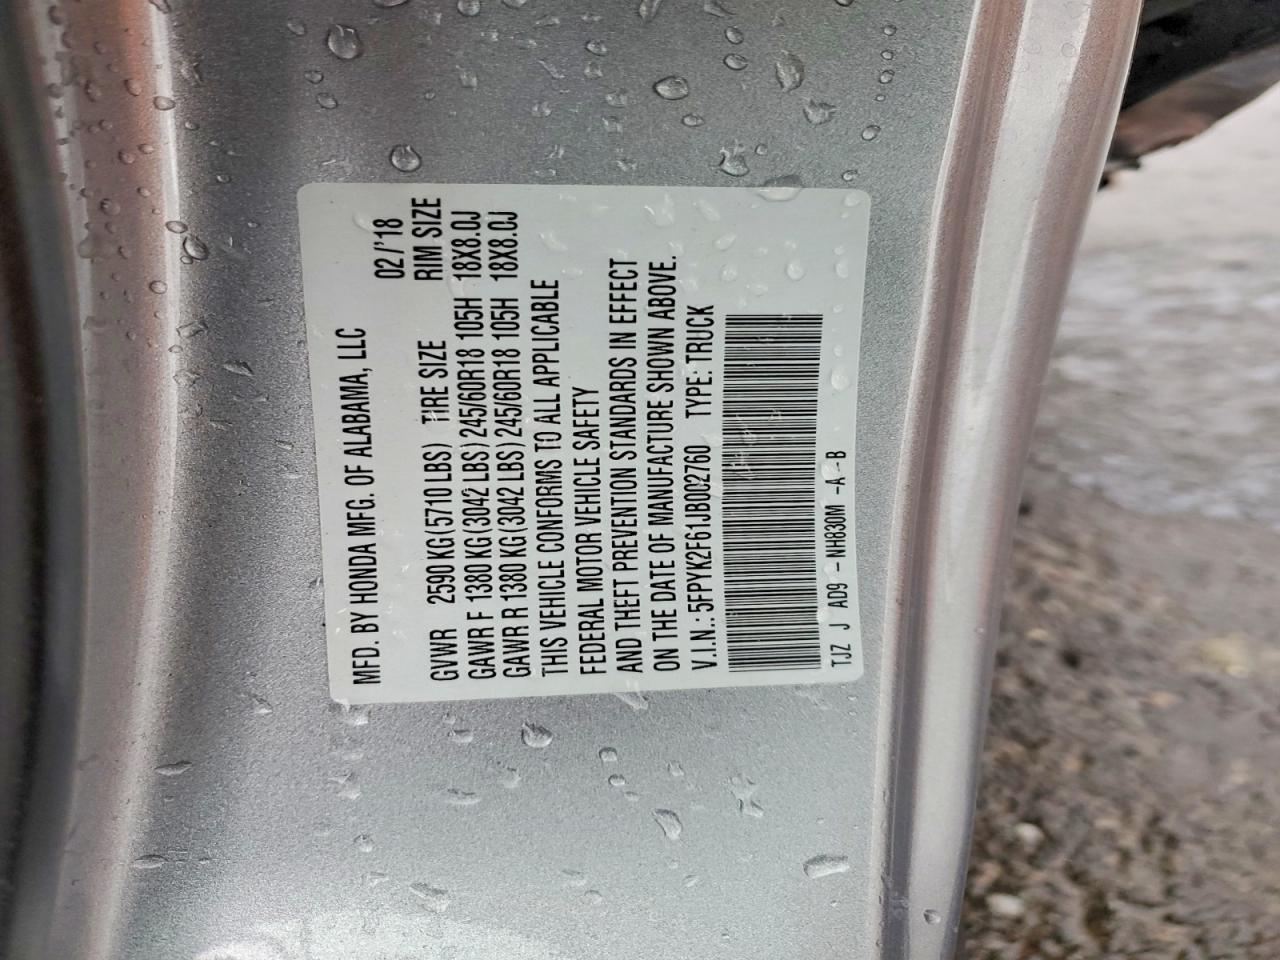 MFD. BY HONDA MFG. OF ALABAMA, LLC
02/'18
GVWR 2590 KG(5710 LBS) TIRE SIZE RIM SIZE
GAWR F 1380 KG(3042 LBS)245/60R18 105H 18X8.0J
GAWR R 1380 KG(3042 LBS)245/60R18 105H 18X8.0J
THIS VEHICLE CONFORMS TO ALL APPLICABLE
FEDERAL MOTOR VEHICLE SAFETY
AND THEFT PREVENTION STANDARDS IN EFFECT
ON THE DATE OF MANUFACTURE SHOWN ABOVE.
V.I.N.: 5FPYK2F61JB002760 TYPE: TRUCK
TJZ J AD9 -NH830M -A -B